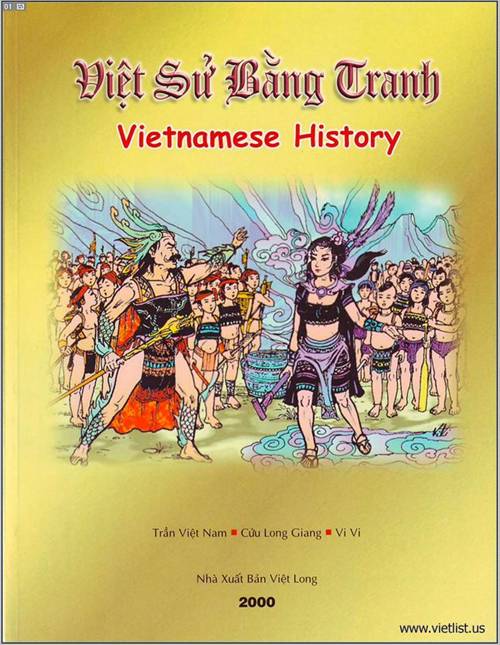 01
Việt Sử Bằng Tranh
Vietnamese History
Trần Việt Nam ▪ Cửu Long Giang ▪ Vi Vi
Nhà Xuất Bản Việt Long
2000
www.vietlist.us